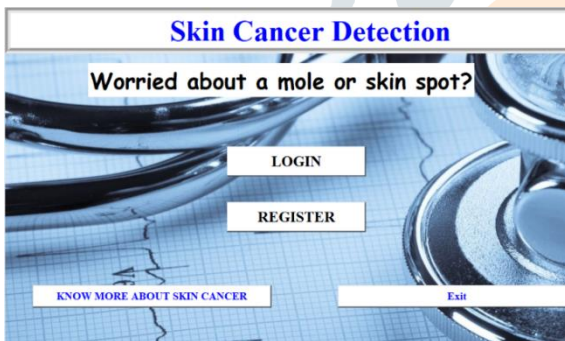 Skin Cancer Detection
Worried about a mole or skin spot?
LOGIN
REGISTER
KNOW MORE ABOUT SKIN CANCER
Exit